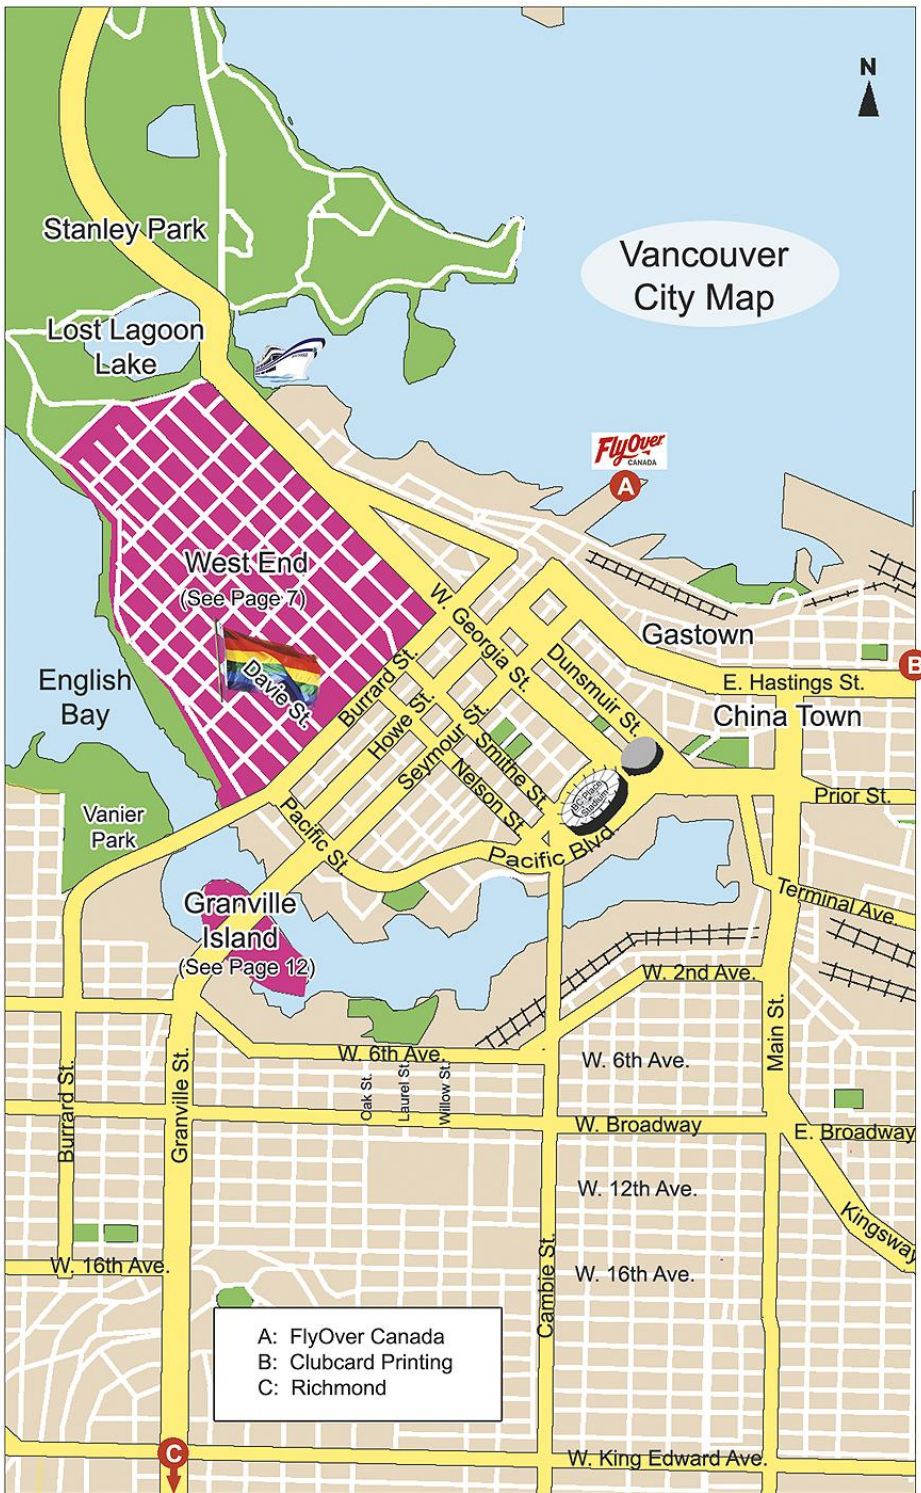 N
Stanley Park
Vancouver
City Map
Lost Lagoon
Lake
FlyOver
CANADA
A
West End
(See Page 7)
W. Georgia St.
Gastown
B
English
Bay
Davie St.
Burrard St.
Howe St.
Seymour St.
Dunsmuir St.
E. Hastings St.
China Town
Smithe St.
Nelson St.
BC Place
Stadium
Prior St.
Vanier
Park
Pacific St
Pacific Blvd.
Terminal Ave.
Granville
Island
(See Page 12)
W. 2nd Ave.
Main St.
W. 6th Ave.
W. 6th Ave.
Burrard St.
Granville St.
Oak St.
Laurel St.
Willow St.
W. Broadway
E. Broadway
W. 12th Ave.
Kingsway
W. 16th Ave.
W. 16th Ave.
Cambie St.
A: FlyOver Canada
B: Clubcard Printing
C: Richmond
C
W. King Edward Ave.